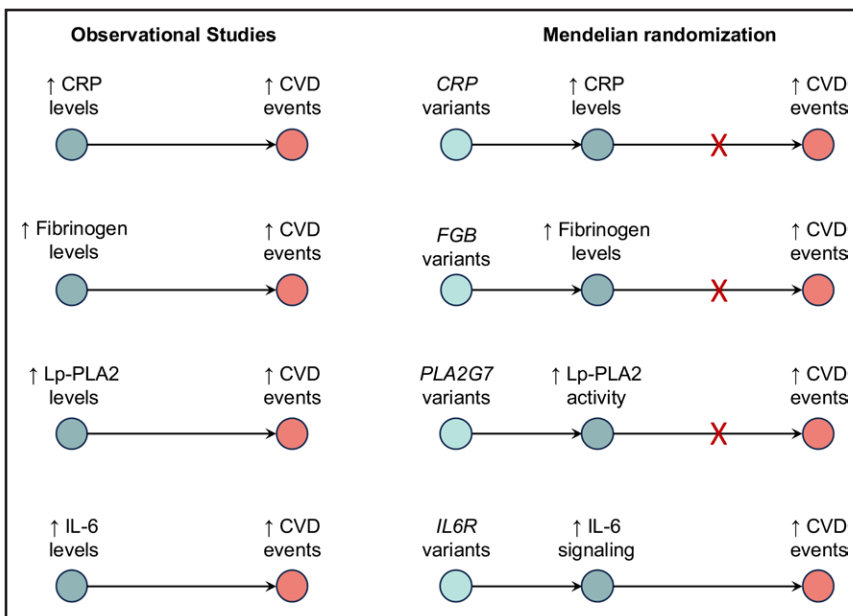 Observational Studies
Mendelian randomization
↑ CRP
levels
↑ CVD
events
CRP
variants
↑ CRP
levels
↑ CVD
events
X
↑ Fibrinogen
levels
↑ CVD
events
FGB
variants
↑ Fibrinogen
levels
↑ CVD
events
X
↑ Lp-PLA2
levels
↑ CVD
events
PLA2G7
variants
↑ Lp-PLA2
activity
↑ CVD
events
X
↑ IL-6
levels
↑ CVD
events
IL6R
variants
↑ IL-6
signaling
↑ CVD
events